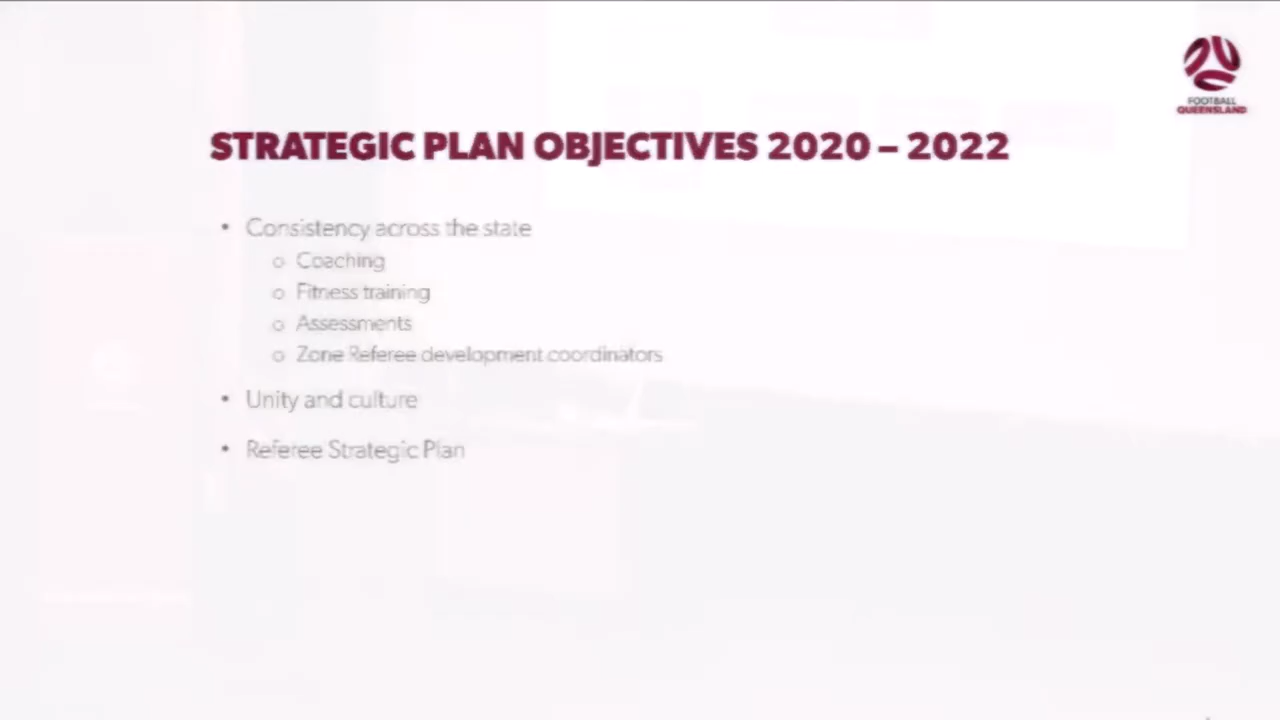 FOOTBALL
QUEENSLAND
STRATEGIC PLAN OBJECTIVES 2020 – 2022
• Consistency across the state
o Coaching
o Fitness training
o Assessments
o Zone Referee development coordinators
• Unity and culture
• Referee Strategic Plan